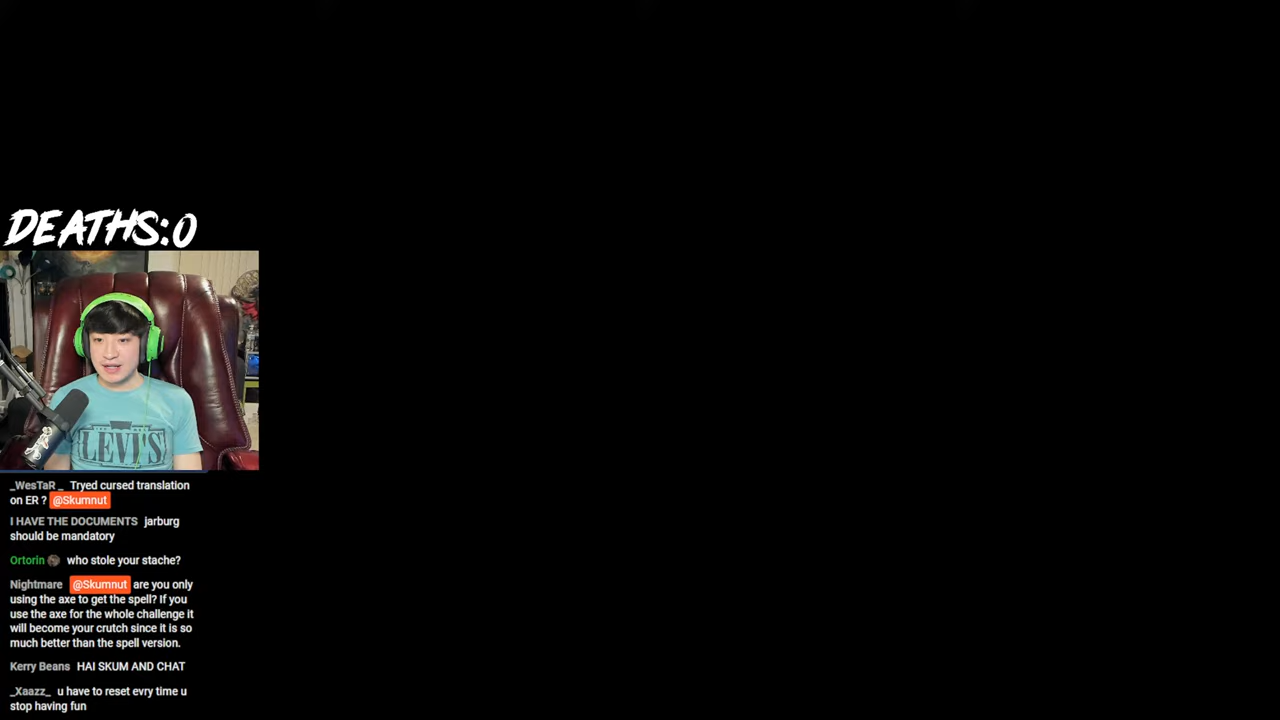 DEATHS:0
LEVI'S
_WesTaR_ Tryed cursed translation
on ER ? @Skumnut
I HAVE THE DOCUMENTS jarburg
should be mandatory
Ortorin who stole your stache?
Nightmare @Skumnut are you only
using the axe to get the spell? If you
use the axe for the whole challenge it
will become your crutch since it is so
much better than the spell version.
Kerry Beans HAI SKUM AND CHAT
_Xaazz_ u have to reset evry time u
stop having fun